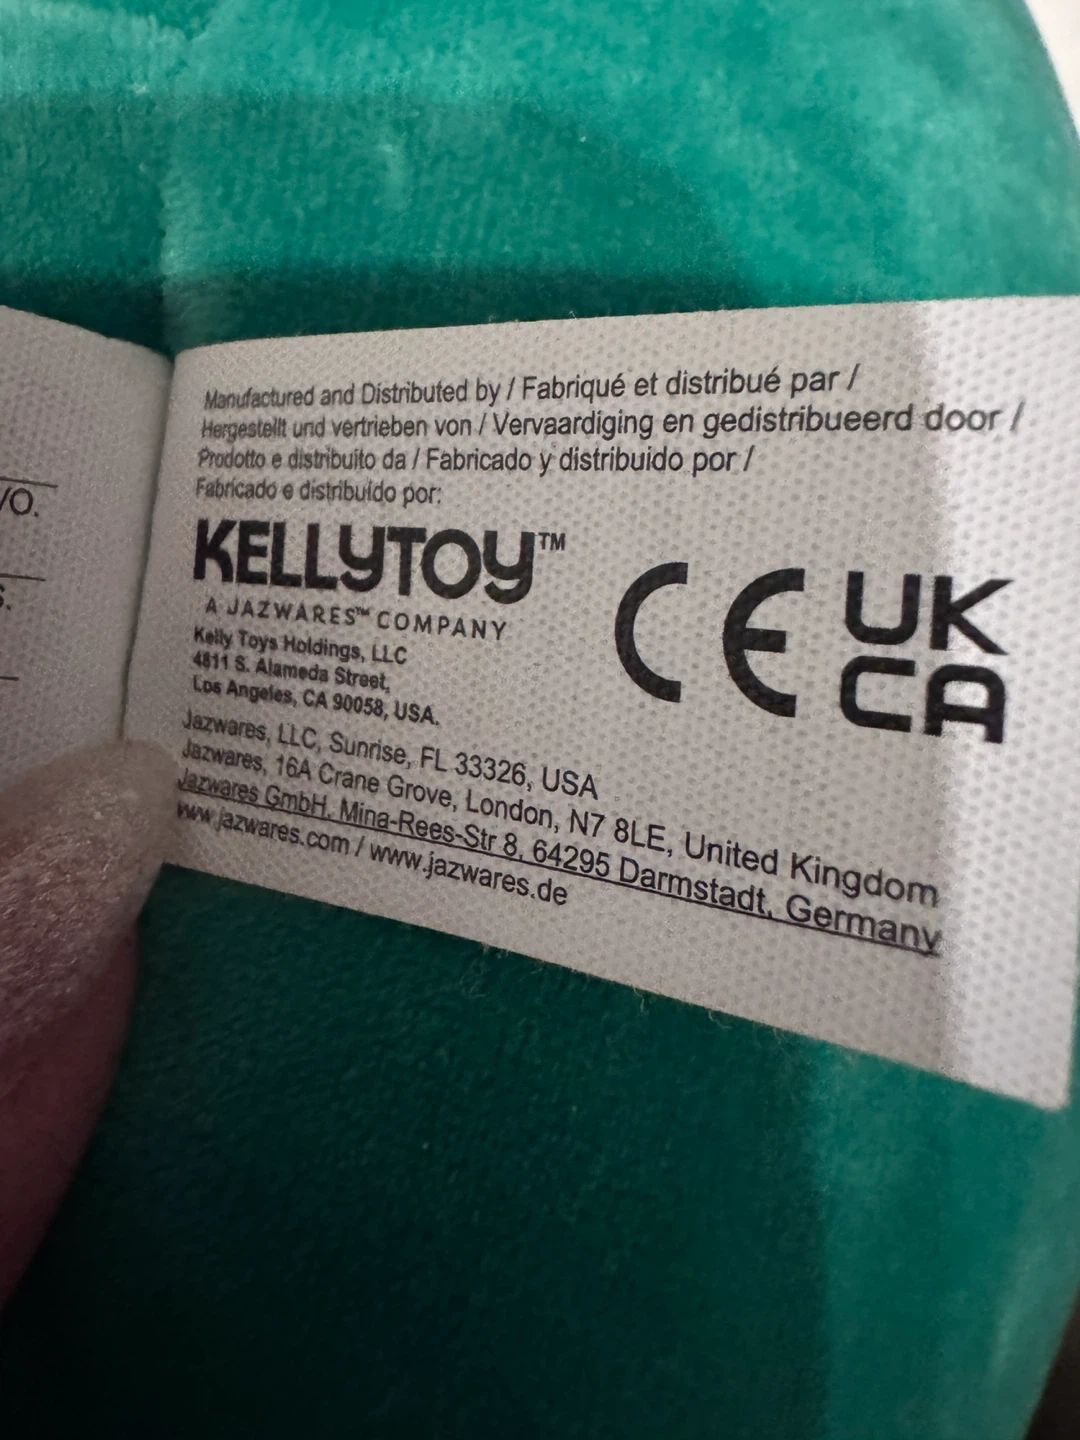 /O.
S.
Manufactured and Distributed by / Fabriqué et distribué par /
Hergestellt und vertrieben von / Vervaardiging en gedistribueerd door /
Prodotto e distribuito da / Fabricado y distribuido por /
Fabricado e distribuído por:
KELLYTOY™
A JAZWARES™ COMPANY
Kelly Toys Holdings, LLC
4811 S. Alameda Street,
Los Angeles, CA 90058, USA.
Jazwares, LLC, Sunrise, FL 33326, USA
Jazwares, 16A Crane Grove, London, N7 8LE, United Kingdom
Jazwares GmbH, Mina-Rees-Str 8, 64295 Darmstadt, Germany
www.jazwares.com / www.jazwares.de
CE
UK
CA